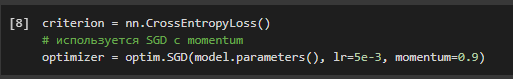 [8] criterion = nn.CrossEntropyLoss()
# используется SGD с momentum
optimizer = optim.SGD(model.parameters(), lr=5e-3, momentum=0.9)